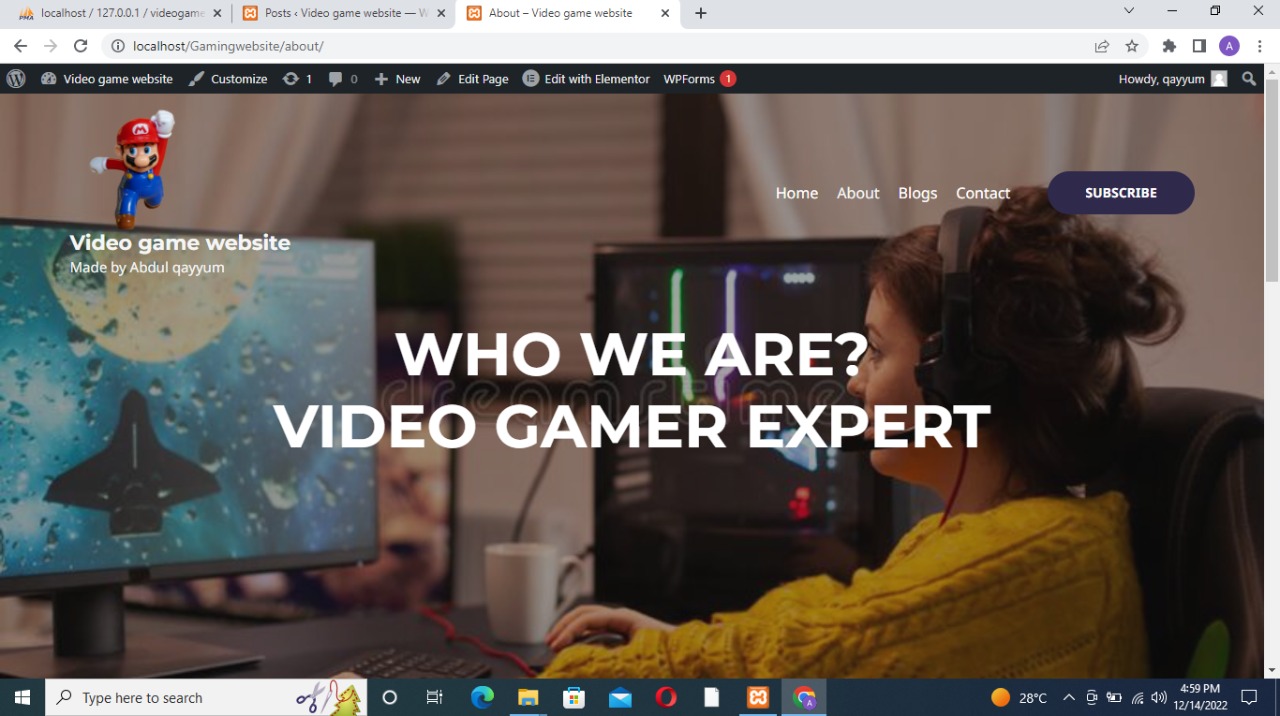 localhost / 127.0.0.1 / videogame
Posts ‹ Video game website — W
About – Video game website
localhost/Gamingwebsite/about/
A
Video game website
Customize
1
0
New
Edit Page
Edit with Elementor
WPForms
1
Howdy, qayyum
M
Home
About
Blogs
Contact
SUBSCRIBE
Video game website
Made by Abdul qayyum
WHO WE ARE?
dreamstime
VIDEO GAMER EXPERT
Type here to search
28°C
4:59 PM
12/14/2022